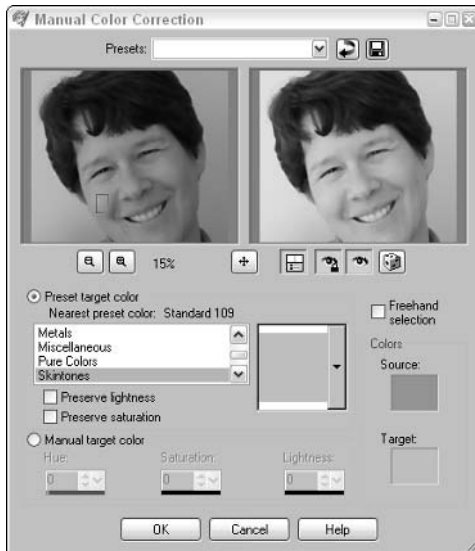 Manual Color Correction
Presets:
15%
Preset target color
Nearest preset color: Standard 109
Metals
Miscellaneous
Pure Colors
Skintones
Preserve lightness
Preserve saturation
Freehand selection
Colors
Source:
Target:
Manual target color
Hue: Saturation: Lightness:
0 0 0
OK Cancel Help